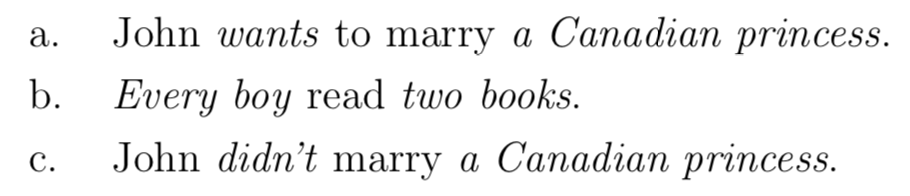 a. John wants to marry a Canadian princess.
b. Every boy read two books.
c. John didn't marry a Canadian princess.